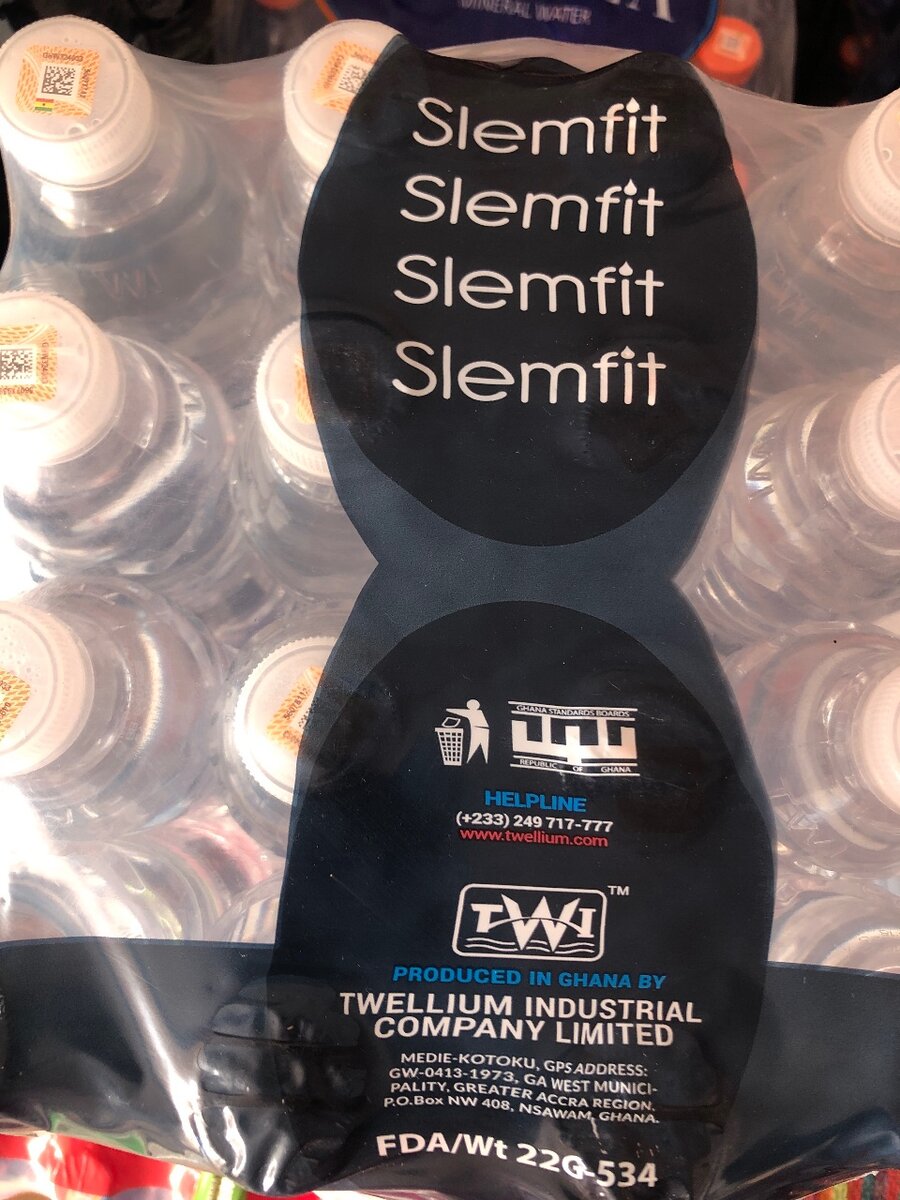 MINERAL WATER
Slemfit
Slemfit
Slemfit
Slemfit
GHANA STANDARDS BOARDS
REPUBLIC OF GHANA
HELPLINE
(+233) 249 717-777
www.twellium.com
TWI TM
PRODUCED IN GHANA BY
TWELLIUM INDUSTRIAL
COMPANY LIMITED
MEDIE-KOTOKU, GPS ADDRESS:
GW-0413-1973, GA WEST MUNICI-
PALITY, GREATER ACCRA REGION.
P.O.Box NW 408, NSAWAM, GHANA.
FDA/Wt 22G-534